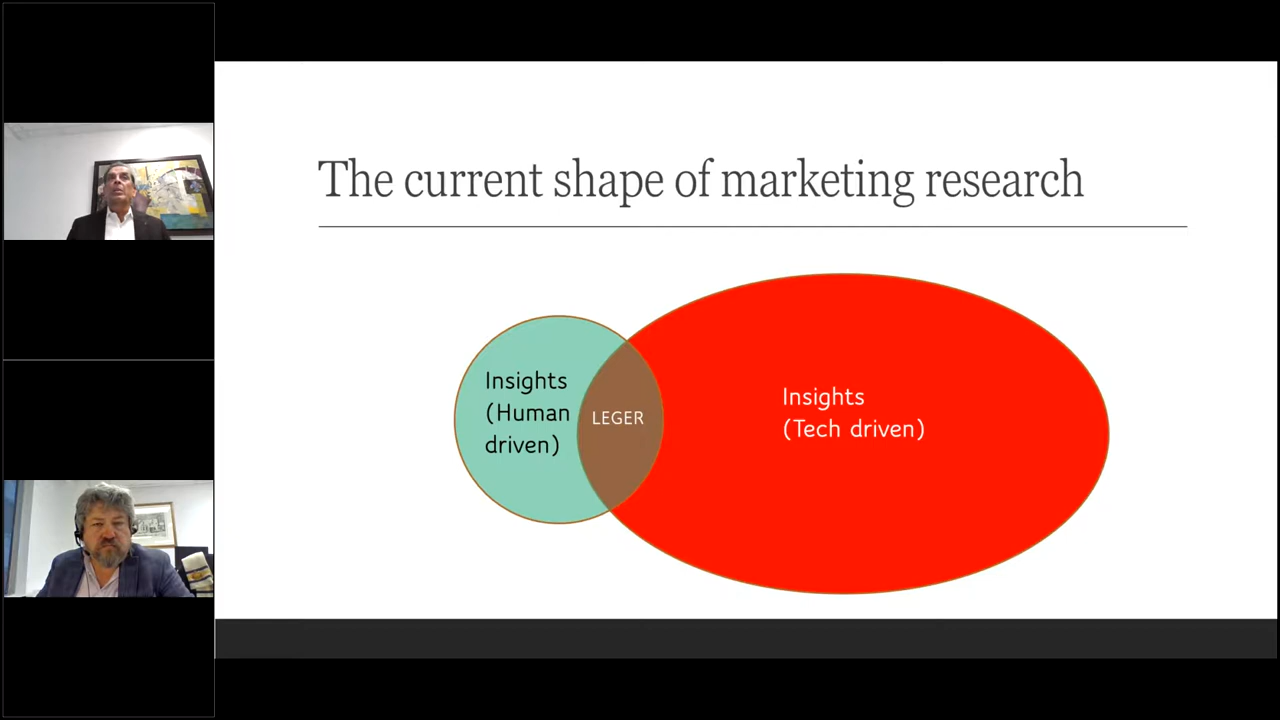 The current shape of marketing research
Insights
(Human
driven)
LEGER
Insights
(Tech driven)